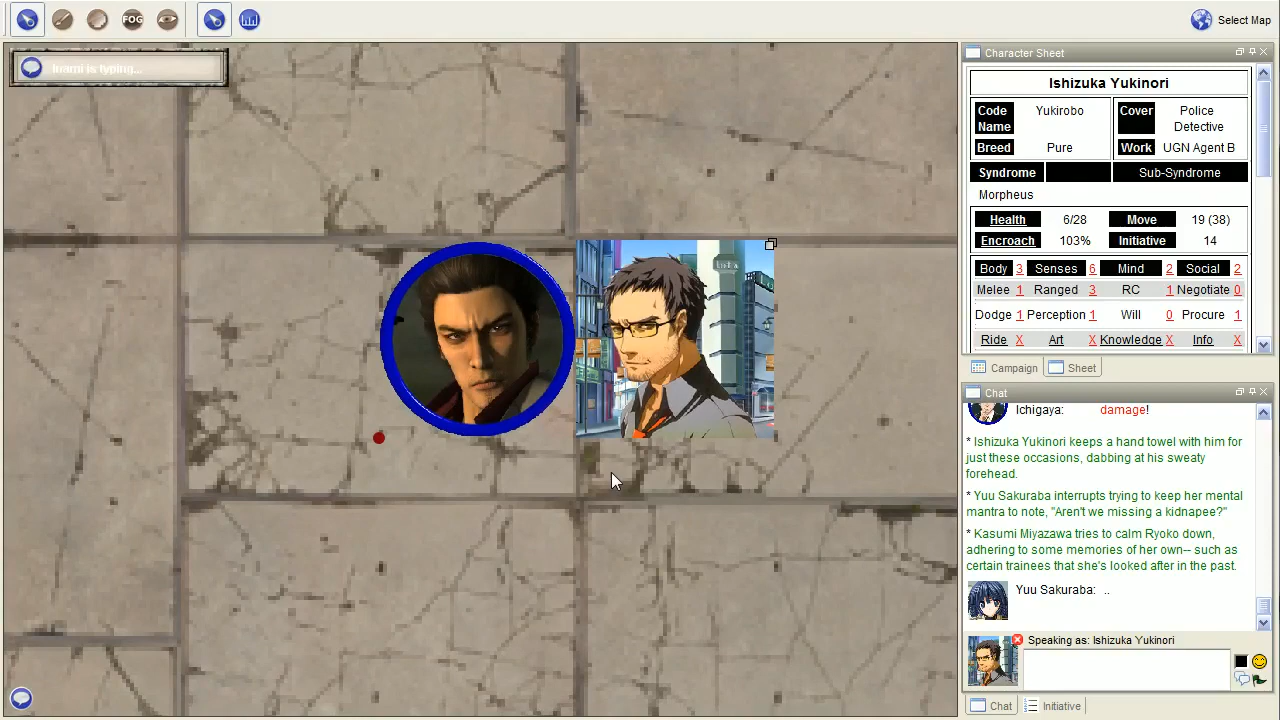 FOG
Select Map
Inami is typing...
Character Sheet
Ishizuka Yukinori
Code Name
Yukirobo
Cover
Police Detective
Breed
Pure
Work
UGN Agent B
Syndrome
Sub-Syndrome
Morpheus
Health
6/28
Move
19 (38)
Encroach
103%
Initiative
14
Body 3 Senses 6 Mind 2 Social 2
Melee 1 Ranged 3 RC 1 Negotiate 0
Dodge 1 Perception 1 Will 0 Procure 1
Ride X Art X Knowledge X Info X
Campaign
Sheet
Chat
Ichigaya: damage!
* Ishizuka Yukinori keeps a hand towel with him for
just these occasions, dabbing at his sweaty
forehead.
* Yuu Sakuraba interrupts trying to keep her mental
mantra to note, "Aren't we missing a kidnapee?"
* Kasumi Miyazawa tries to calm Ryoko down,
adhering to some memories of her own-- such as
certain trainees that she's looked after in the past.
Yuu Sakuraba: ..
Speaking as: Ishizuka Yukinori
Chat
Initiative